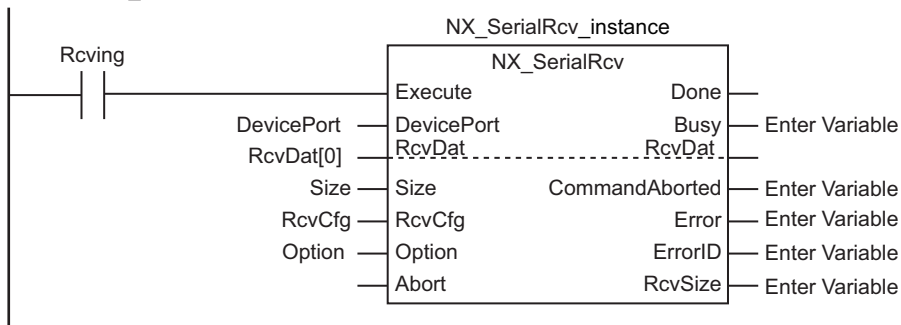 NX_SerialRcv_instance
Rcving
NX_SerialRcv
Execute Done
DevicePort DevicePort Busy Enter Variable
RcvDat[0] RcvDat RcvDat
Size Size CommandAborted Enter Variable
RcvCfg RcvCfg Error Enter Variable
Option Option ErrorID Enter Variable
Abort RcvSize Enter Variable